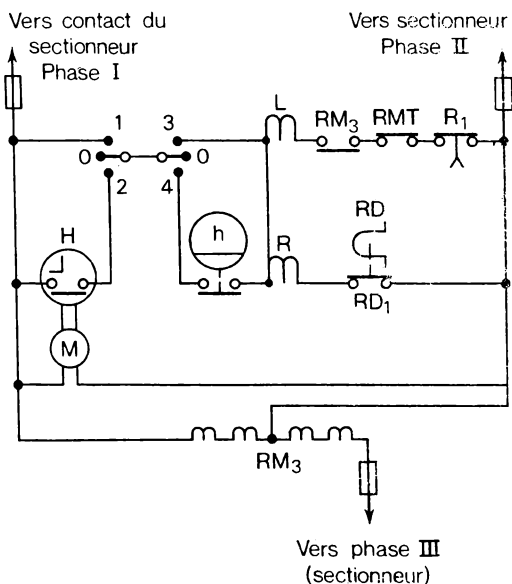 Vers contact du
sectionneur
Phase I
Vers sectionneur
Phase II
1 3
0 0
2 4
L RM₃ RMT R₁
H h R RD
RD₁
M
RM₃
Vers phase III
(sectionneur)